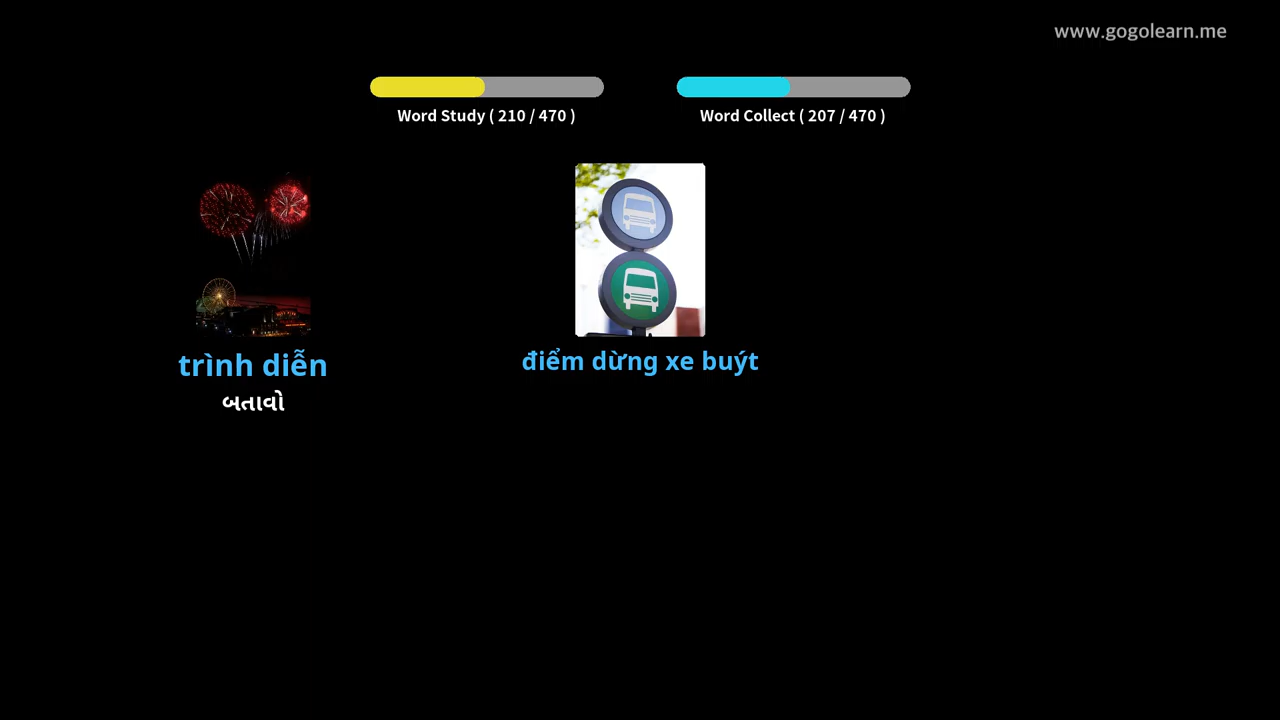 www.gogolearn.me
Word Study ( 210 / 470 )
Word Collect ( 207 / 470 )
trình diễn
બતાવો
điểm dừng xe buýt